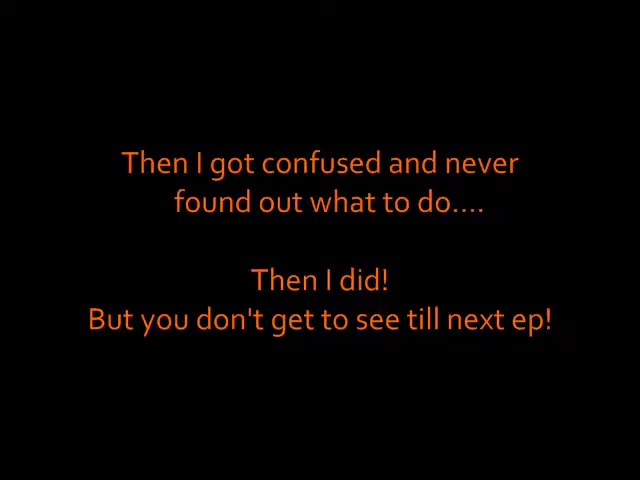 Then I got confused and never
found out what to do....
Then I did!
But you don't get to see till next ep!